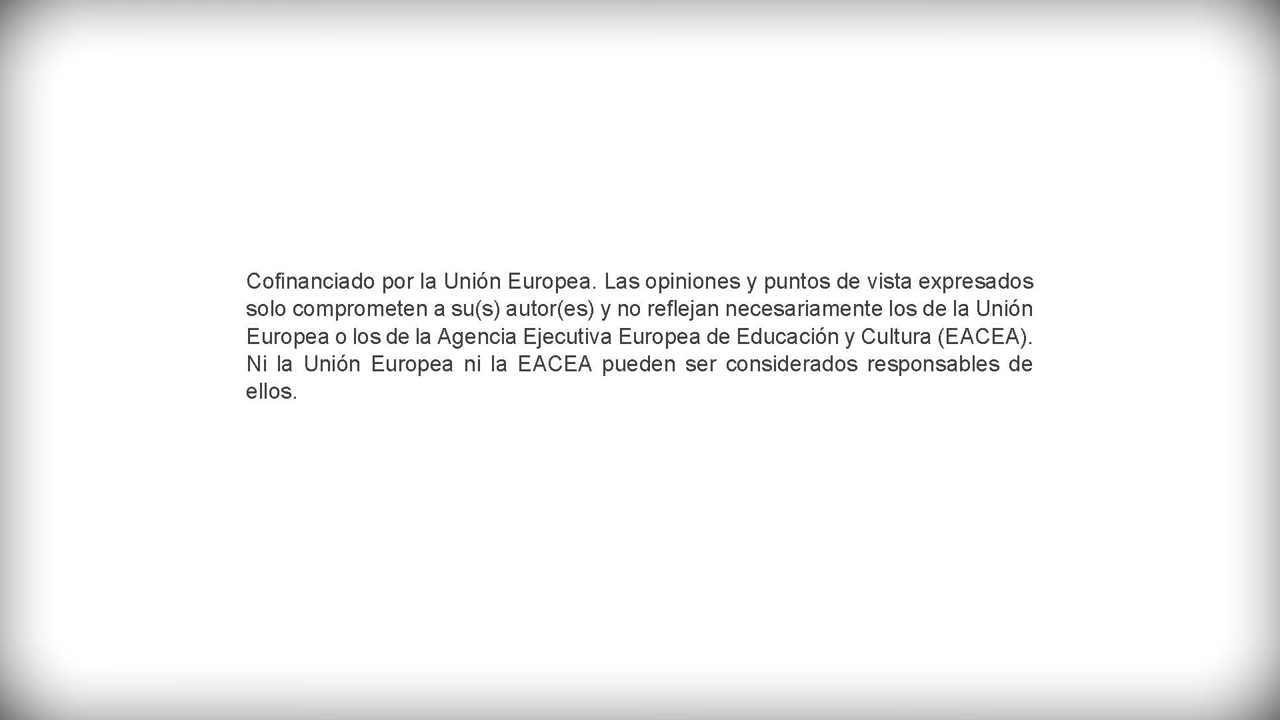 Cofinanciado por la Unión Europea. Las opiniones y puntos de vista expresados
solo comprometen a su(s) autor(es) y no reflejan necesariamente los de la Unión
Europea o los de la Agencia Ejecutiva Europea de Educación y Cultura (EACEA).
Ni la Unión Europea ni la EACEA pueden ser considerados responsables de
ellos.